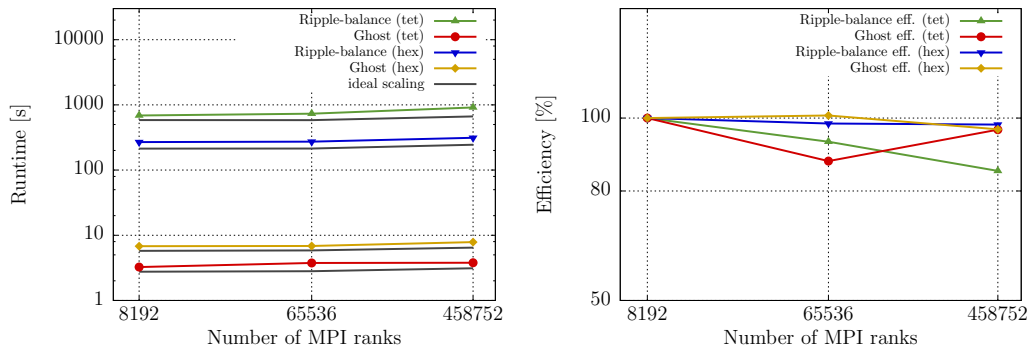 Ripple-balance (tet)
Ghost (tet)
Ripple-balance (hex)
Ghost (hex)
ideal scaling
10000
1000
100
10
1
Runtime [s]
8192
65536
458752
Number of MPI ranks
Ripple-balance eff. (tet)
Ghost eff. (tet)
Ripple-balance eff. (hex)
Ghost eff. (hex)
100
80
50
Efficiency [%]
8192
65536
458752
Number of MPI ranks